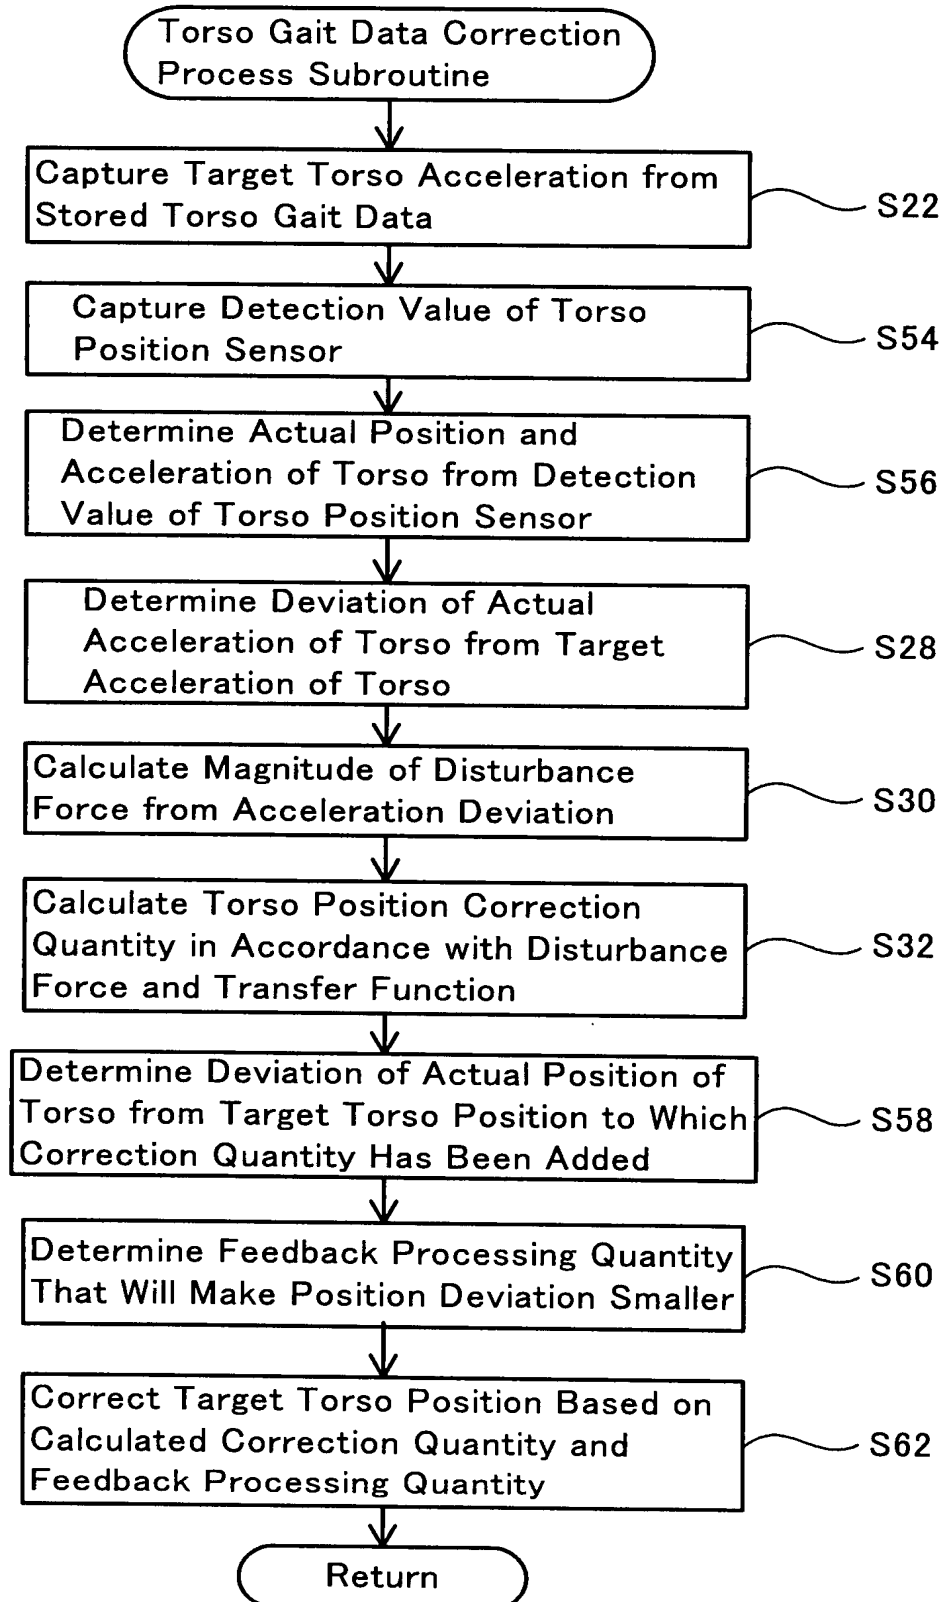 Torso Gait Data Correction
Process Subroutine
Capture Target Torso Acceleration from
Stored Torso Gait Data
S22
Capture Detection Value of Torso
Position Sensor
S54
Determine Actual Position and
Acceleration of Torso from Detection
Value of Torso Position Sensor
S56
Determine Deviation of Actual
Acceleration of Torso from Target
Acceleration of Torso
S28
Calculate Magnitude of Disturbance
Force from Acceleration Deviation
S30
Calculate Torso Position Correction
Quantity in Accordance with Disturbance
Force and Transfer Function
S32
Determine Deviation of Actual Position of
Torso from Target Torso Position to Which
Correction Quantity Has Been Added
S58
Determine Feedback Processing Quantity
That Will Make Position Deviation Smaller
S60
Correct Target Torso Position Based on
Calculated Correction Quantity and
Feedback Processing Quantity
S62
Return